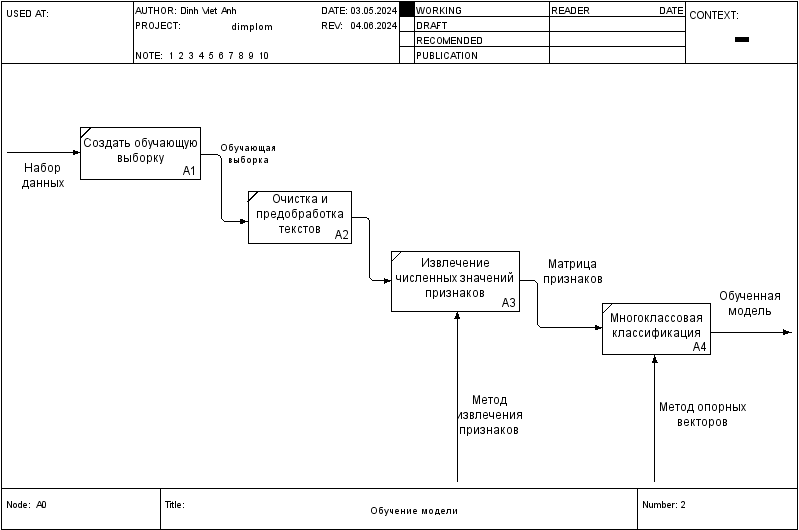 USED AT:
AUTHOR: Dinh Viet Anh
DATE: 03.05.2024
PROJECT: dimplom
REV: 04.06.2024
NOTE: 1 2 3 4 5 6 7 8 9 10
WORKING
DRAFT
RECOMENDED
PUBLICATION
READER DATE
CONTEXT:
Набор
данных
Создать обучающую
выборку
A1
Обучающая
выборка
Очистка и
предобработка
текстов
A2
Извлечение
численных значений
признаков
A3
Матрица
признаков
Многоклассовая
классификация
A4
Обученная
модель
Метод
извлечения
признаков
Метод опорных
векторов
Node: A0
Title:
Обучение модели
Number: 2